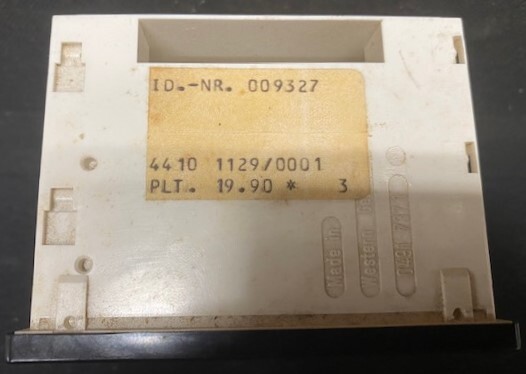 ID.-NR. 009327
4410 1129/0001
PLT. 19.90 * 3
Made in
Western